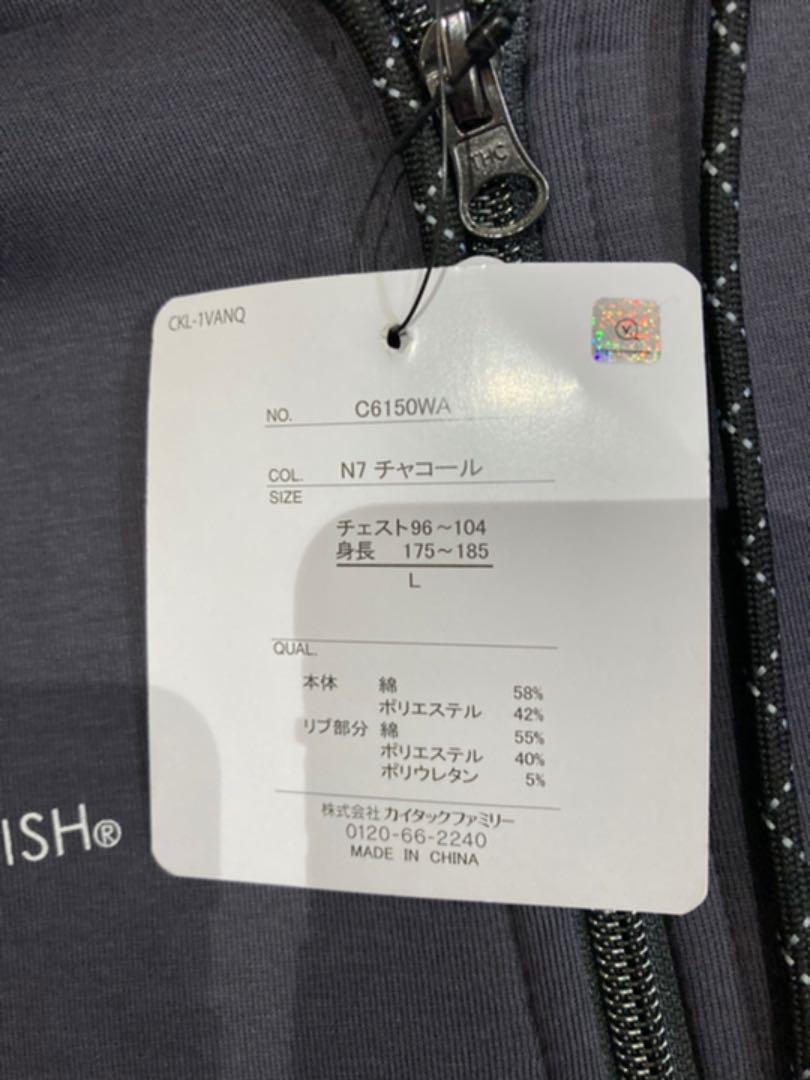 THC
CKL-1VANQ
NO. C6150WA
COL. N7 チャコール
SIZE
チェスト96～104
身長 175～185
L
QUAL.
本体 綿 58%
ポリエステル 42%
リブ部分 綿 55%
ポリエステル 40%
ポリウレタン 5%
株式会社 カイタックファミリー
0120-66-2240
MADE IN CHINA
ISH®